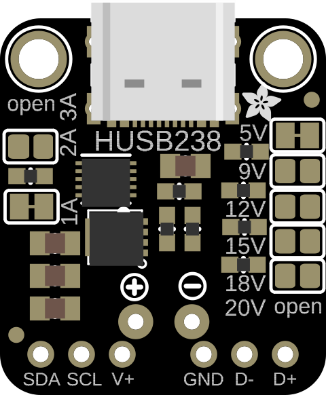 open 3A
HUSB238
2A
1A
5V
9V
12V
15V
18V
20V open
SDA SCL V+ GND D- D+